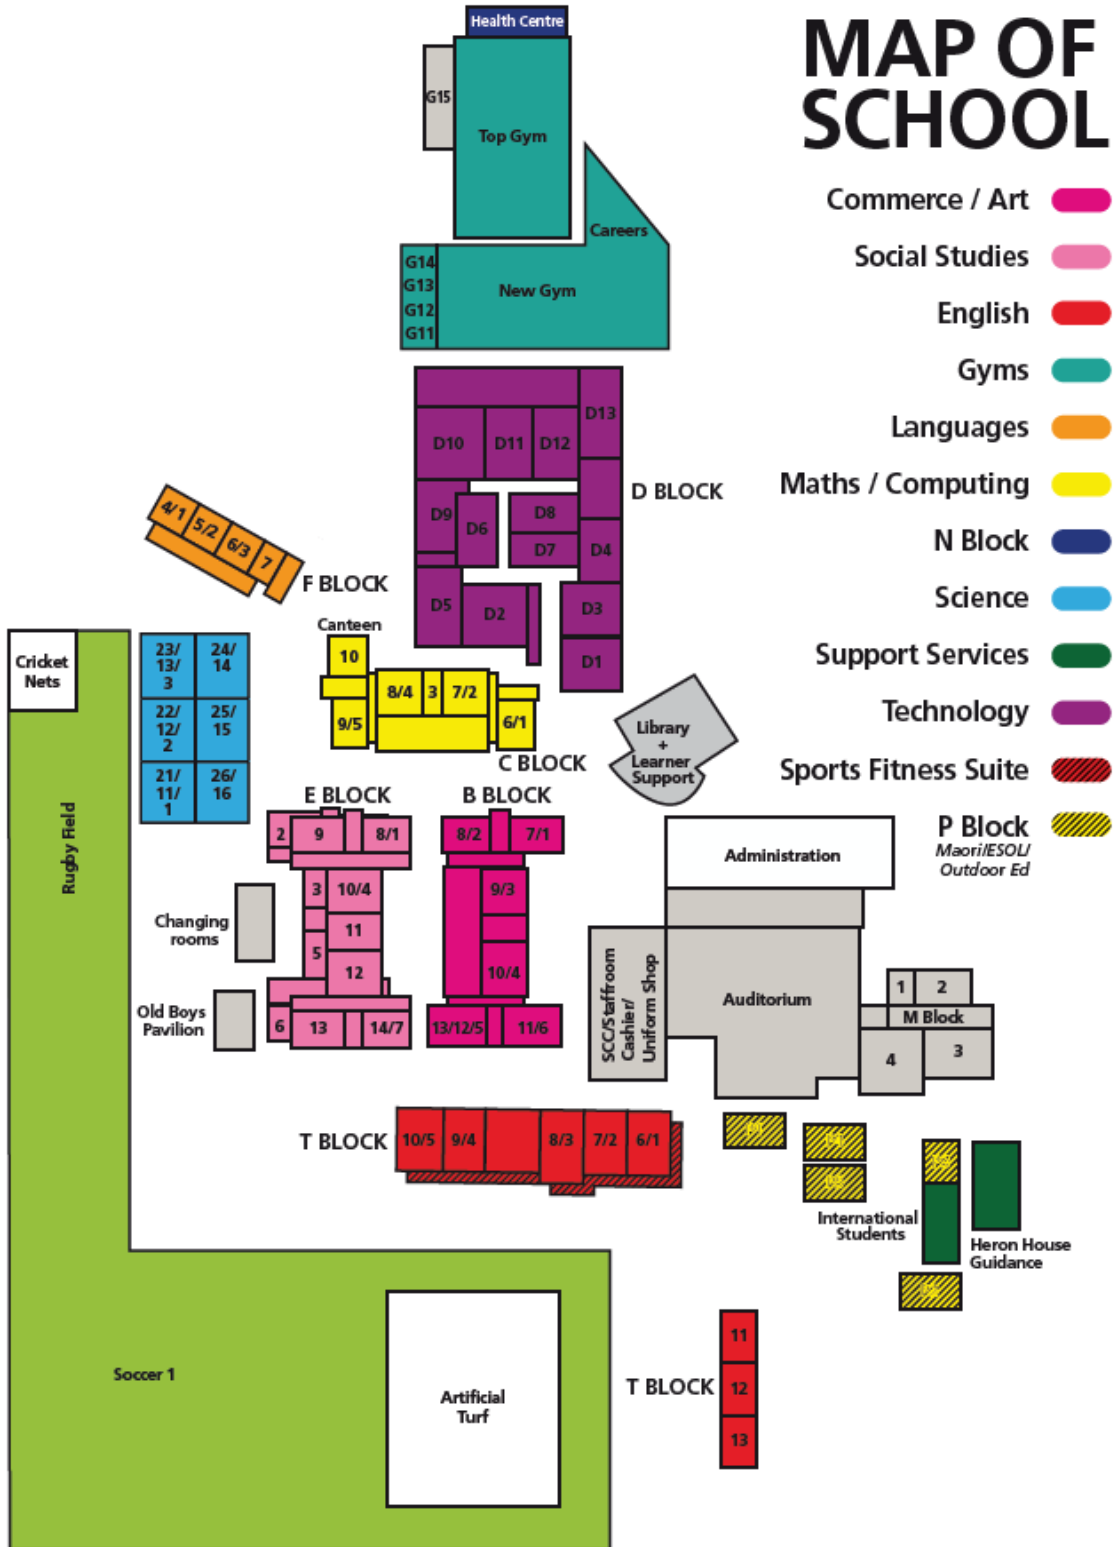 MAP OF
SCHOOL
Commerce / Art
Social Studies
English
Gyms
Languages
Maths / Computing
N Block
Science
Support Services
Technology
Sports Fitness Suite
P Block
Maori/ESOL/
Outdoor Ed
Health Centre
G15
Top Gym
Careers
G14
G13
G12
G11
New Gym
D13
D10
D11
D12
D BLOCK
D9
D6
D8
D7
D4
D5
D2
D3
D1
4/1
5/2
6/3
7
F BLOCK
Canteen
10
8/4
3
7/2
9/5
6/1
C BLOCK
Cricket
Nets
23/
13/
3
24/
14
22/
12/
2
25/
15
21/
11/
1
26/
16
Rugby Field
Library
+
Learner
Support
E BLOCK
2
9
8/1
3
10/4
11
5
12
6
13
14/7
B BLOCK
8/2
7/1
9/3
10/4
13/12/5
11/6
Changing
rooms
Old Boys
Pavilion
Administration
SCC/Staffroom
Cashier/
Uniform Shop
Auditorium
1
2
M Block
4
3
T BLOCK
10/5
9/4
8/3
7/2
6/1
International
Students
Heron House
Guidance
Soccer 1
Artificial
Turf
T BLOCK
11
12
13